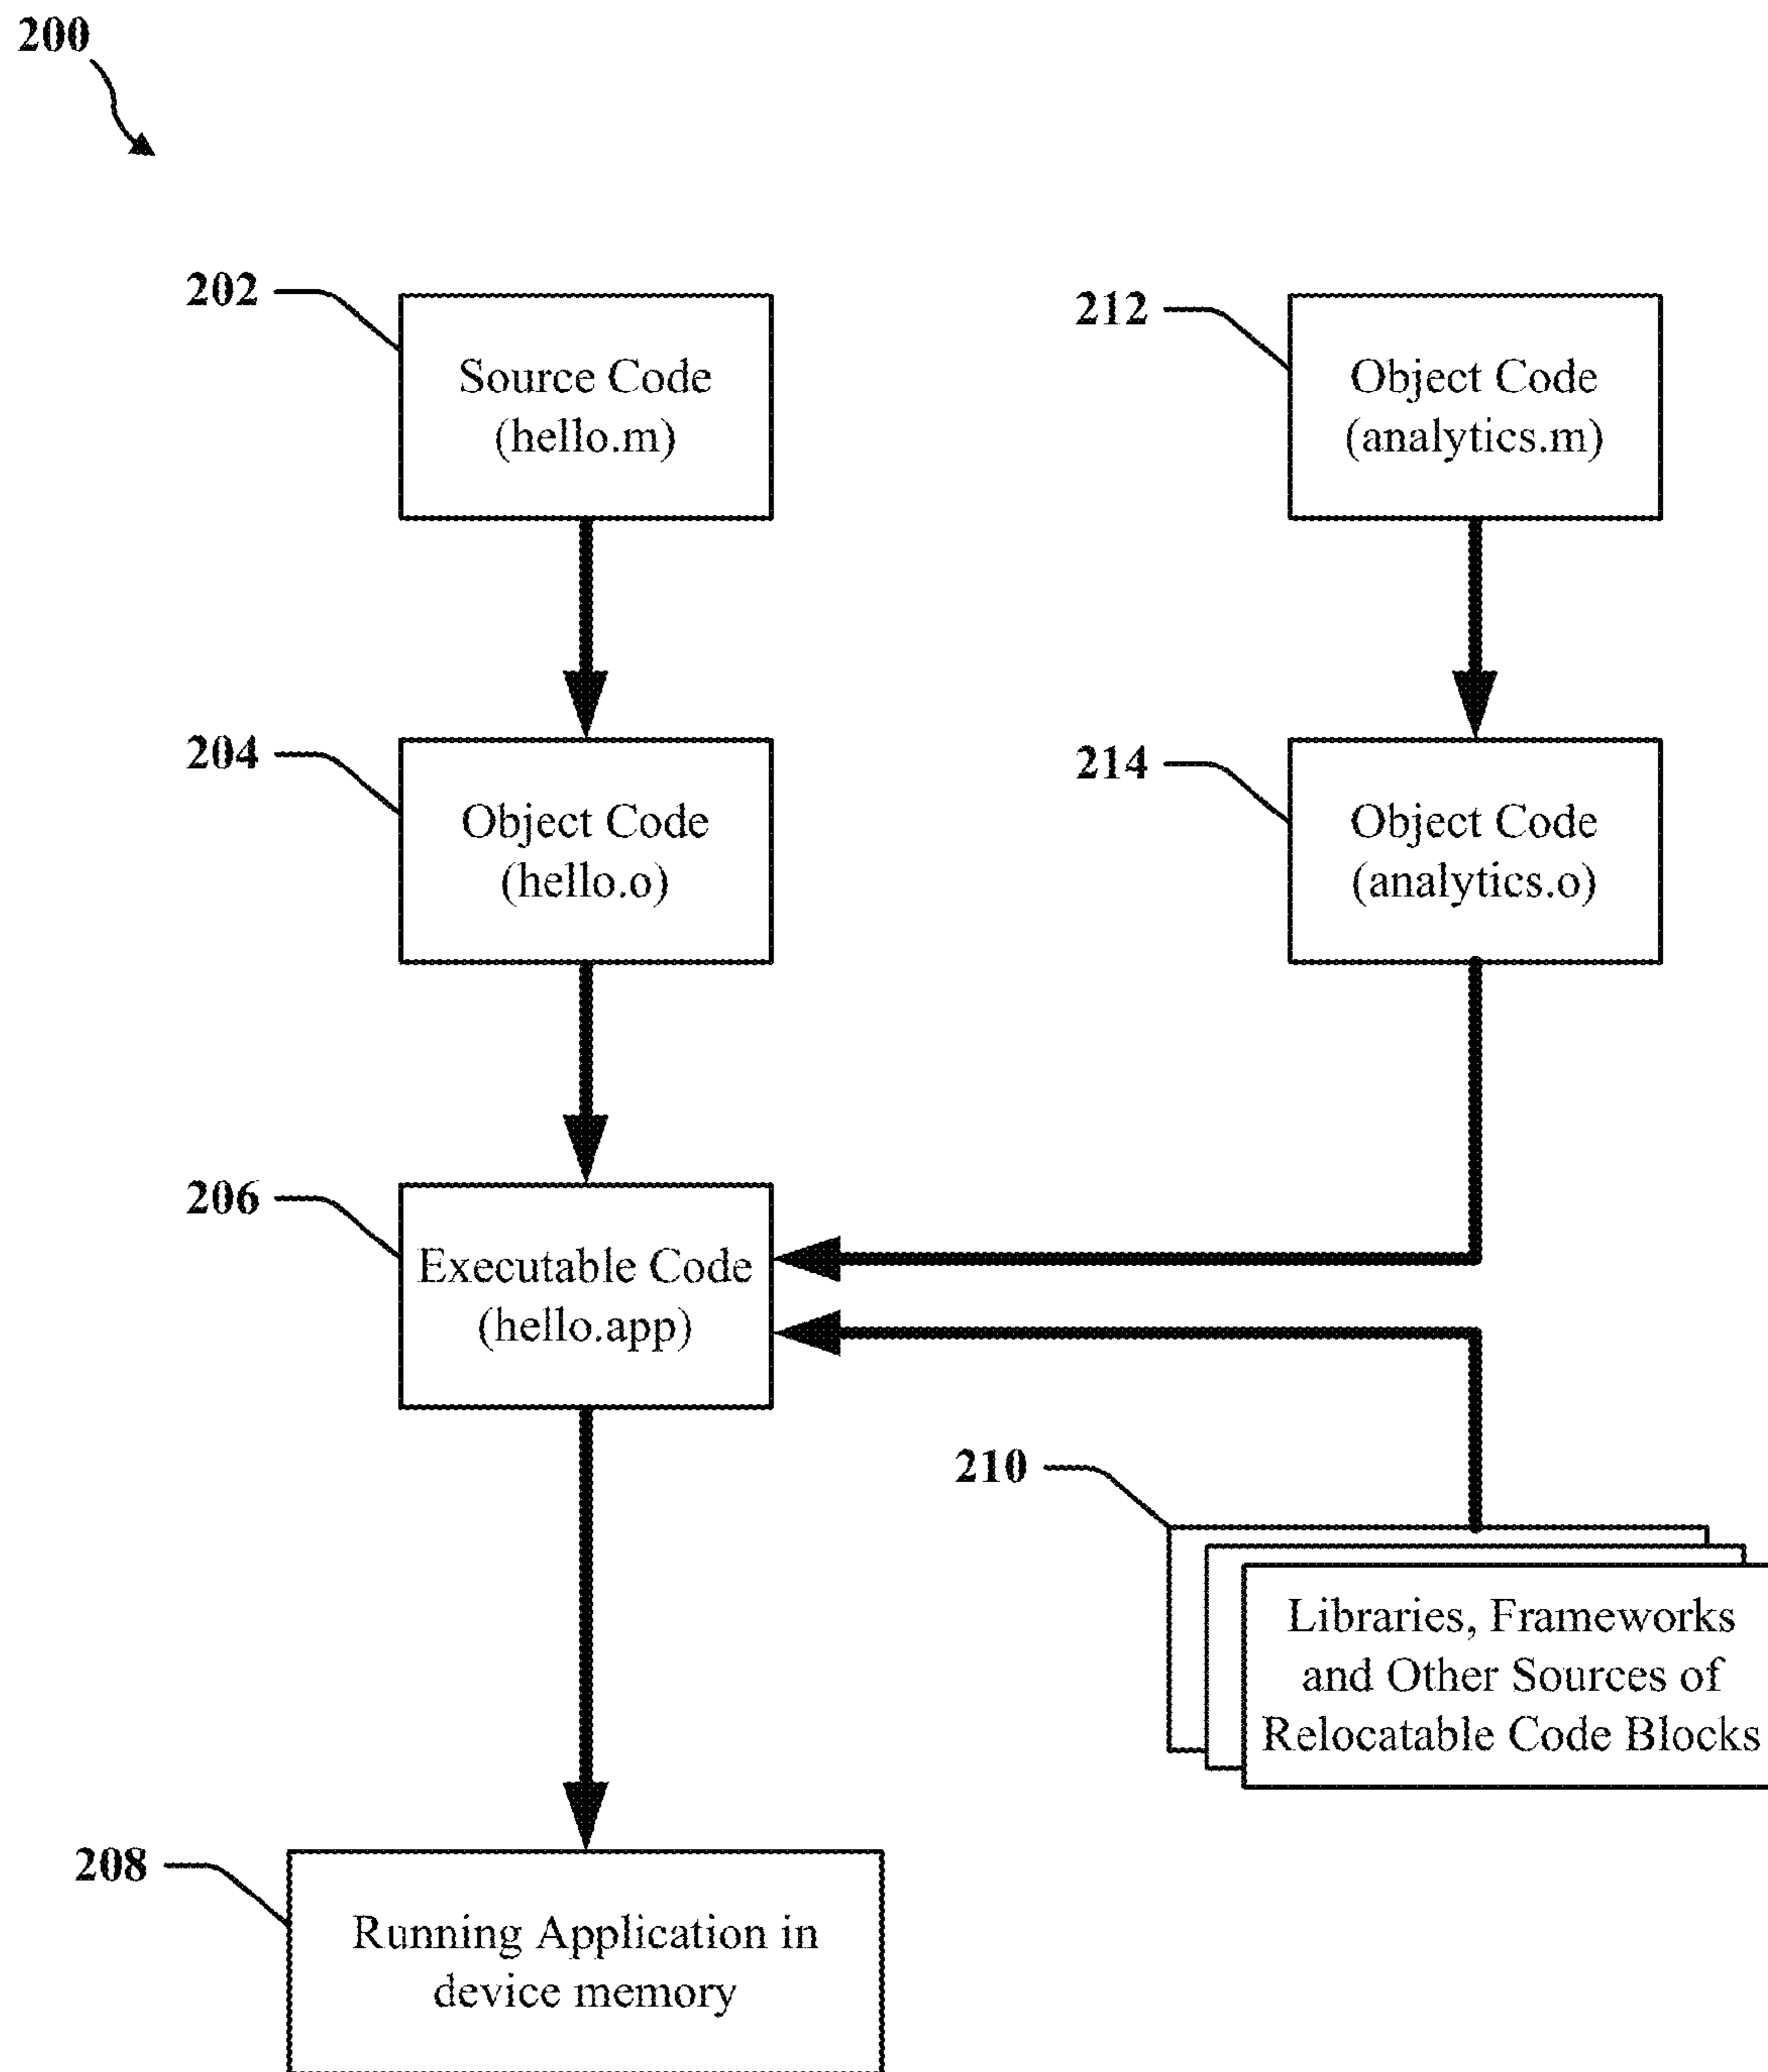 200
202
Source Code
(hello.m)
212
Object Code
(analytics.m)
204
Object Code
(hello.o)
214
Object Code
(analytics.o)
206
Executable Code
(hello.app)
210
Libraries, Frameworks
and Other Sources of
Relocatable Code Blocks
208
Running Application in
device memory